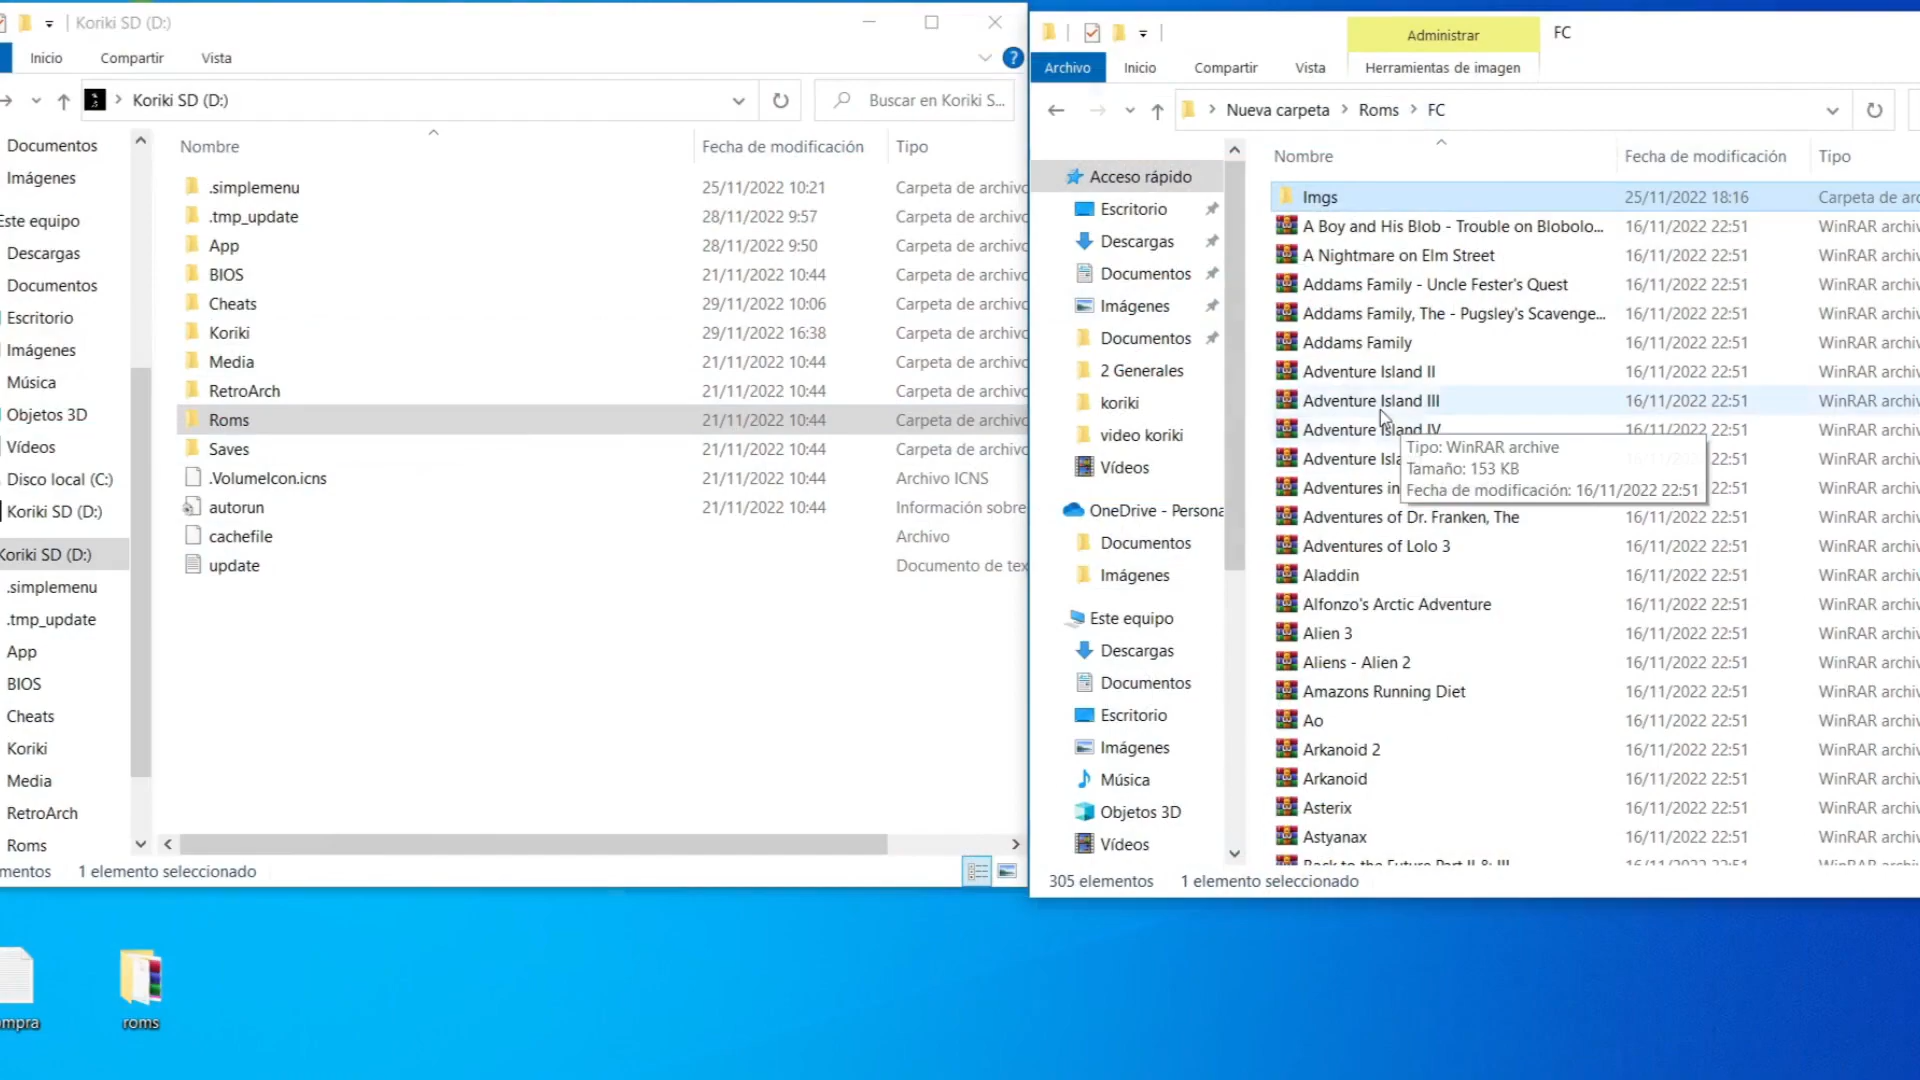 Koriki SD (D:)
Inicio Compartir Vista
Koriki SD (D:)
Buscar en Koriki S...
Documentos
Imágenes
Este equipo
Descargas
Documentos
Escritorio
Imágenes
Música
Objetos 3D
Vídeos
Disco local (C:)
Koriki SD (D:)
Koriki SD (D:)
.simplemenu
.tmp_update
App
BIOS
Cheats
Koriki
Media
RetroArch
Roms
Nombre Fecha de modificación Tipo
.simplemenu 25/11/2022 10:21 Carpeta de archivo
.tmp_update 28/11/2022 9:57 Carpeta de archivo
App 28/11/2022 9:50 Carpeta de archivo
BIOS 21/11/2022 10:44 Carpeta de archivo
Cheats 29/11/2022 10:06 Carpeta de archivo
Koriki 29/11/2022 16:38 Carpeta de archivo
Media 21/11/2022 10:44 Carpeta de archivo
RetroArch 21/11/2022 10:44 Carpeta de archivo
Roms 21/11/2022 10:44 Carpeta de archivo
Saves 21/11/2022 10:44 Carpeta de archivo
.VolumeIcon.icns 21/11/2022 10:44 Archivo ICNS
autorun 21/11/2022 10:44 Información sobre
cachefile Archivo
update Documento de tex
mentos 1 elemento seleccionado
mpra
roms
Administrar FC
Archivo Inicio Compartir Vista Herramientas de imagen
Nueva carpeta Roms FC
Acceso rápido
Escritorio
Descargas
Documentos
Imágenes
Documentos
2 Generales
koriki
video koriki
Vídeos
OneDrive - Persona
Documentos
Imágenes
Este equipo
Descargas
Documentos
Escritorio
Imágenes
Música
Objetos 3D
Vídeos
Nombre Fecha de modificación Tipo
Imgs 25/11/2022 18:16 Carpeta de arc
A Boy and His Blob - Trouble on Blobolo... 16/11/2022 22:51 WinRAR archiv
A Nightmare on Elm Street 16/11/2022 22:51 WinRAR archiv
Addams Family - Uncle Fester's Quest 16/11/2022 22:51 WinRAR archiv
Addams Family, The - Pugsley's Scavenge... 16/11/2022 22:51 WinRAR archiv
Addams Family 16/11/2022 22:51 WinRAR archiv
Adventure Island II 16/11/2022 22:51 WinRAR archiv
Adventure Island III 16/11/2022 22:51 WinRAR archiv
Adventure Island IV 16/11/2022 22:51 WinRAR archiv
Adventure Isla WinRAR archiv
Adventures in WinRAR archiv
Tipo: WinRAR archive
Tamaño: 153 KB
Fecha de modificación: 16/11/2022 22:51
Adventures of Dr. Franken, The 16/11/2022 22:51 WinRAR archiv
Adventures of Lolo 3 16/11/2022 22:51 WinRAR archiv
Aladdin 16/11/2022 22:51 WinRAR archiv
Alfonzo's Arctic Adventure 16/11/2022 22:51 WinRAR archiv
Alien 3 16/11/2022 22:51 WinRAR archiv
Aliens - Alien 2 16/11/2022 22:51 WinRAR archiv
Amazons Running Diet 16/11/2022 22:51 WinRAR archiv
Ao 16/11/2022 22:51 WinRAR archiv
Arkanoid 2 16/11/2022 22:51 WinRAR archiv
Arkanoid 16/11/2022 22:51 WinRAR archiv
Asterix 16/11/2022 22:51 WinRAR archiv
Astyanax 16/11/2022 22:51 WinRAR archiv
Back to the Future Part II & III 16/11/2022 22:51 WinRAR archiv
305 elementos 1 elemento seleccionado